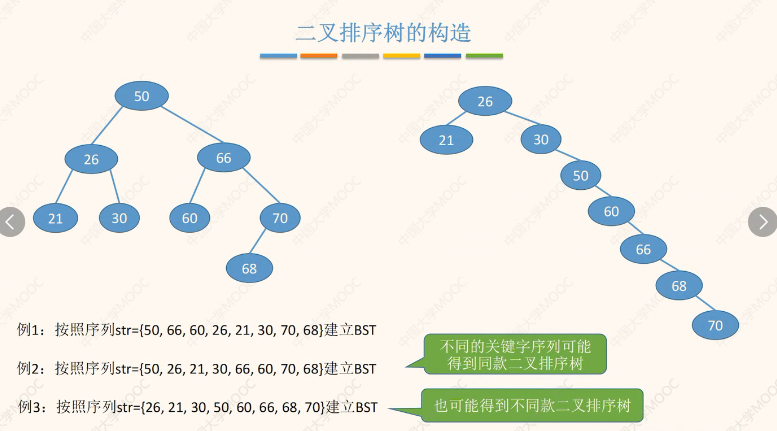 二叉排序树的构造
50
26
66
21
30
60
70
68
26
21
30
50
60
66
68
70
例1：按照序列str={50, 66, 60, 26, 21, 30, 70, 68}建立BST
例2：按照序列str={50, 26, 21, 30, 66, 60, 70, 68}建立BST
不同的关键字序列可能
得到同款二叉排序树
例3：按照序列str={26, 21, 30, 50, 60, 66, 68, 70}建立BST
也可能得到不同款二叉排序树
中国大学MOOC